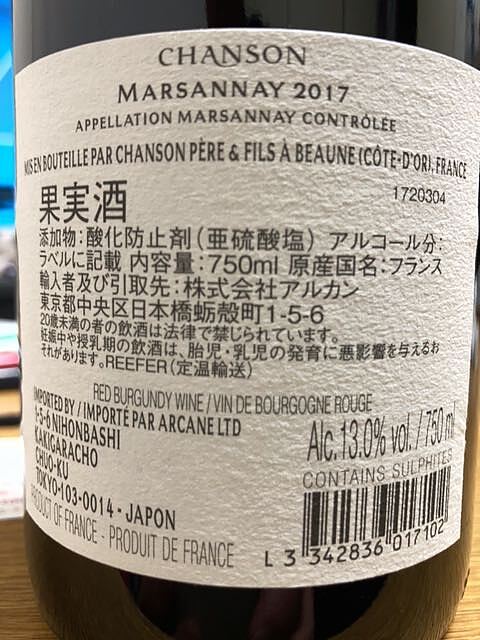 CHANSON
MARSANNAY 2017
APPELLATION MARSANNAY CONTRÔLÉE
MIS EN BOUTEILLE PAR CHANSON PÈRE & FILS À BEAUNE (CÔTE-D'OR), FRANCE
1720304
果実酒
添加物：酸化防止剤（亜硫酸塩） アルコール分：
ラベルに記載 内容量：750ml 原産国名：フランス
輸入者及び引取先：株式会社アルカン
東京都中央区日本橋蛎殻町1-5-6
20歳未満の者の飲酒は法律で禁じられています。
妊娠中や授乳期の飲酒は、胎児・乳児の発育に悪影響を与えるお
それがあります。REEFER（定温輸送）
RED BURGUNDY WINE / VIN DE BOURGOGNE ROUGE
IMPORTED BY / IMPORTÉ PAR ARCANE LTD
1-5-6 NIHONBASHI
KAKIGARACHO
CHUO-KU
TOKYO-103-0014 - JAPON
PRODUCT OF FRANCE - PRODUIT DE FRANCE
Alc.13.0% vol. / 750 ml
CONTAINS SULPHITES
L 3 342836 017102